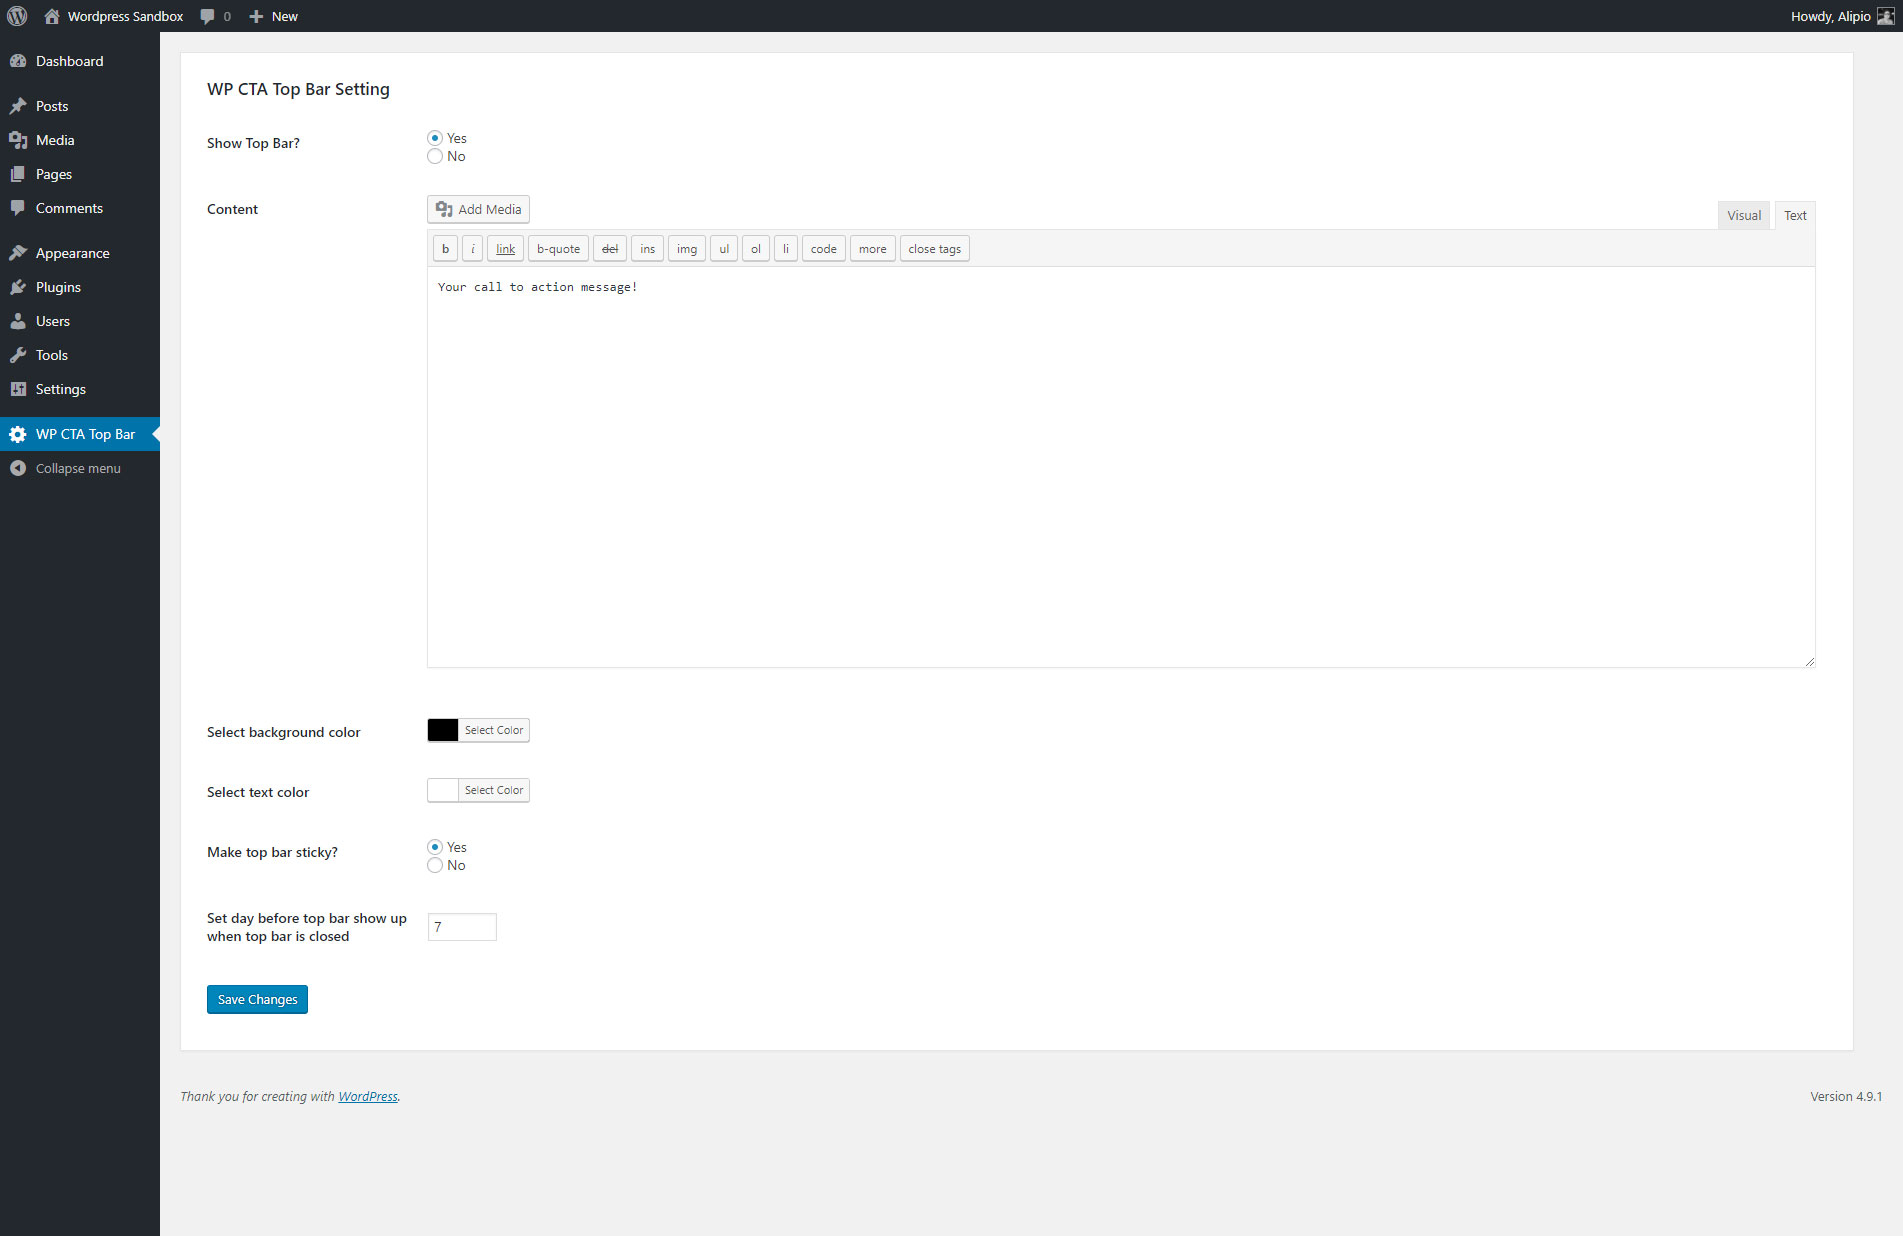 Wordpress Sandbox 0 New Howdy, Alipio
Dashboard
Posts
Media
Pages
Comments
Appearance
Plugins
Users
Tools
Settings
WP CTA Top Bar
Collapse menu
WP CTA Top Bar Setting
Show Top Bar?
Yes
No
Content
Add Media
Visual Text
b i link b-quote del ins img ul ol li code more close tags
Your call to action message!
Select background color
Select Color
Select text color
Select Color
Make top bar sticky?
Yes
No
Set day before top bar show up
when top bar is closed
7
Save Changes
Thank you for creating with WordPress.
Version 4.9.1